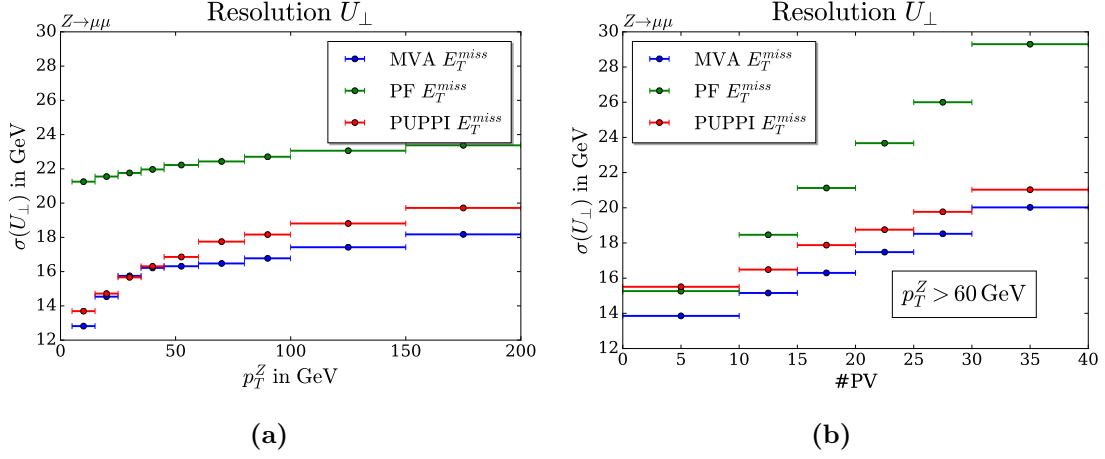 Resolution U⊥
Z→μμ
MVA E_T^miss
PF E_T^miss
PUPPI E_T^miss
σ(U⊥) in GeV
30
28
26
24
22
20
18
16
14
12
0 50 100 150 200
p_T^Z in GeV
(a)
Resolution U⊥
Z→μμ
MVA E_T^miss
PF E_T^miss
PUPPI E_T^miss
σ(U⊥) in GeV
30
28
26
24
22
20
18
16
14
12
p_T^Z > 60 GeV
0 5 10 15 20 25 30 35 40
#PV
(b)